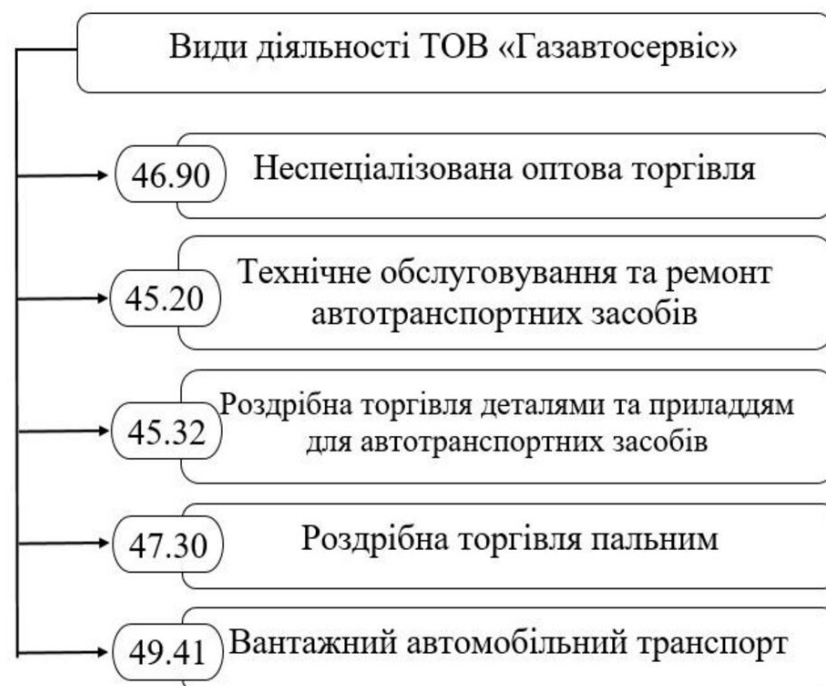 Види діяльності ТОВ «Газавтосервіс»
46.90 Неспеціалізована оптова торгівля
45.20 Технічне обслуговування та ремонт
автотранспортних засобів
45.32 Роздрібна торгівля деталями та приладдям
для автотранспортних засобів
47.30 Роздрібна торгівля пальним
49.41 Вантажний автомобільний транспорт